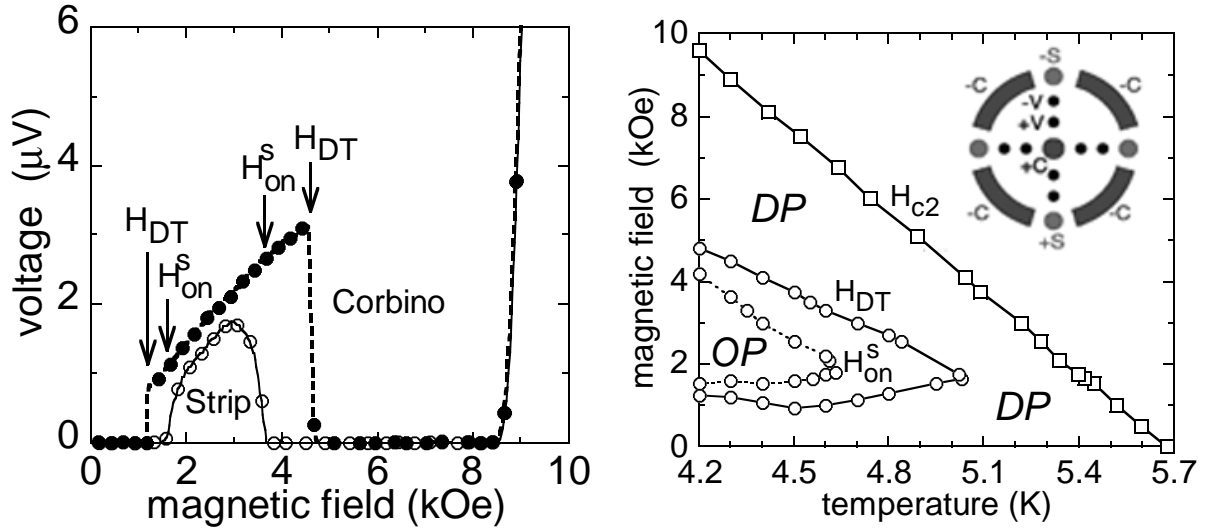 voltage (μV)
6
4
2
0
0 2 4 6 8 10
magnetic field (kOe)
H_DT
H^s_on
H^s_on
H_DT
Corbino
Strip
magnetic field (kOe)
10
8
6
4
2
0
4.2 4.5 4.8 5.1 5.4 5.7
temperature (K)
DP
H_c2
H_DT
OP
H^s_on
DP
-S
-C
-C
-V
+V
+C
-C
-C
+S